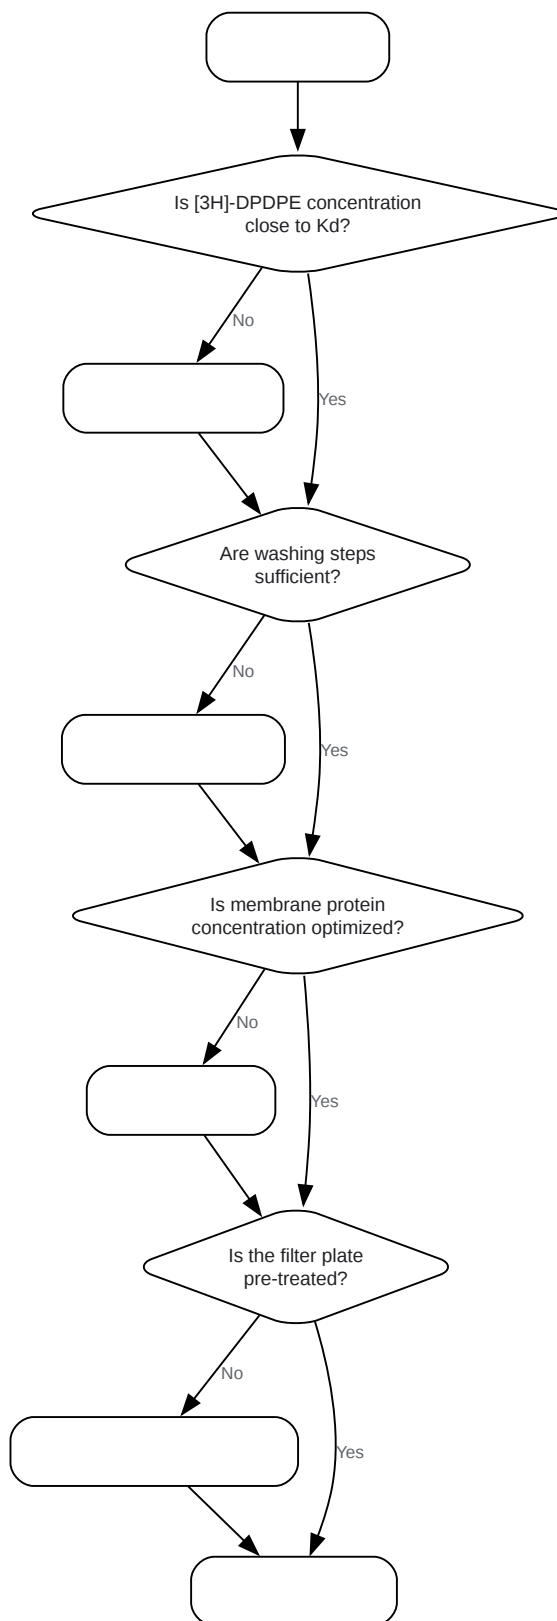 Is [3H]-DPDPE concentration
close to Kd?
No
Yes
Are washing steps
sufficient?
No
Yes
Is membrane protein
concentration optimized?
No
Yes
Is the filter plate
pre-treated?
No
Yes